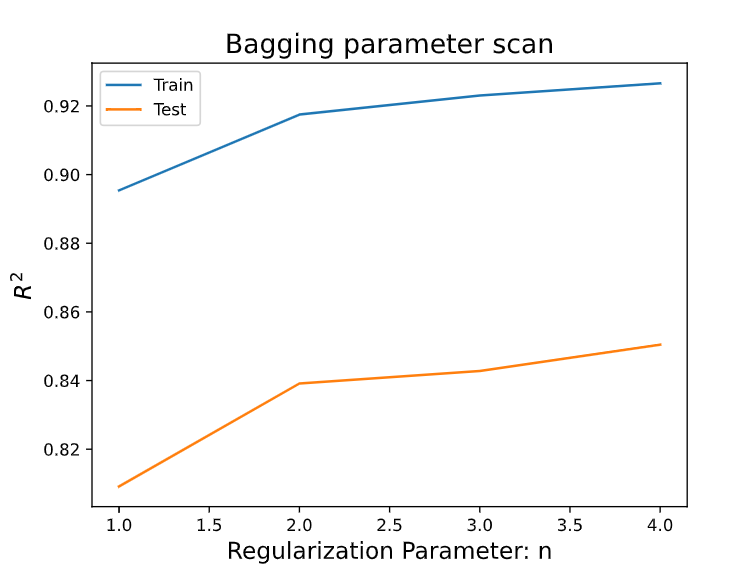 Bagging parameter scan
Train
Test
0.92
0.90
0.88
0.86
0.84
0.82
R²
1.0 1.5 2.0 2.5 3.0 3.5 4.0
Regularization Parameter: n